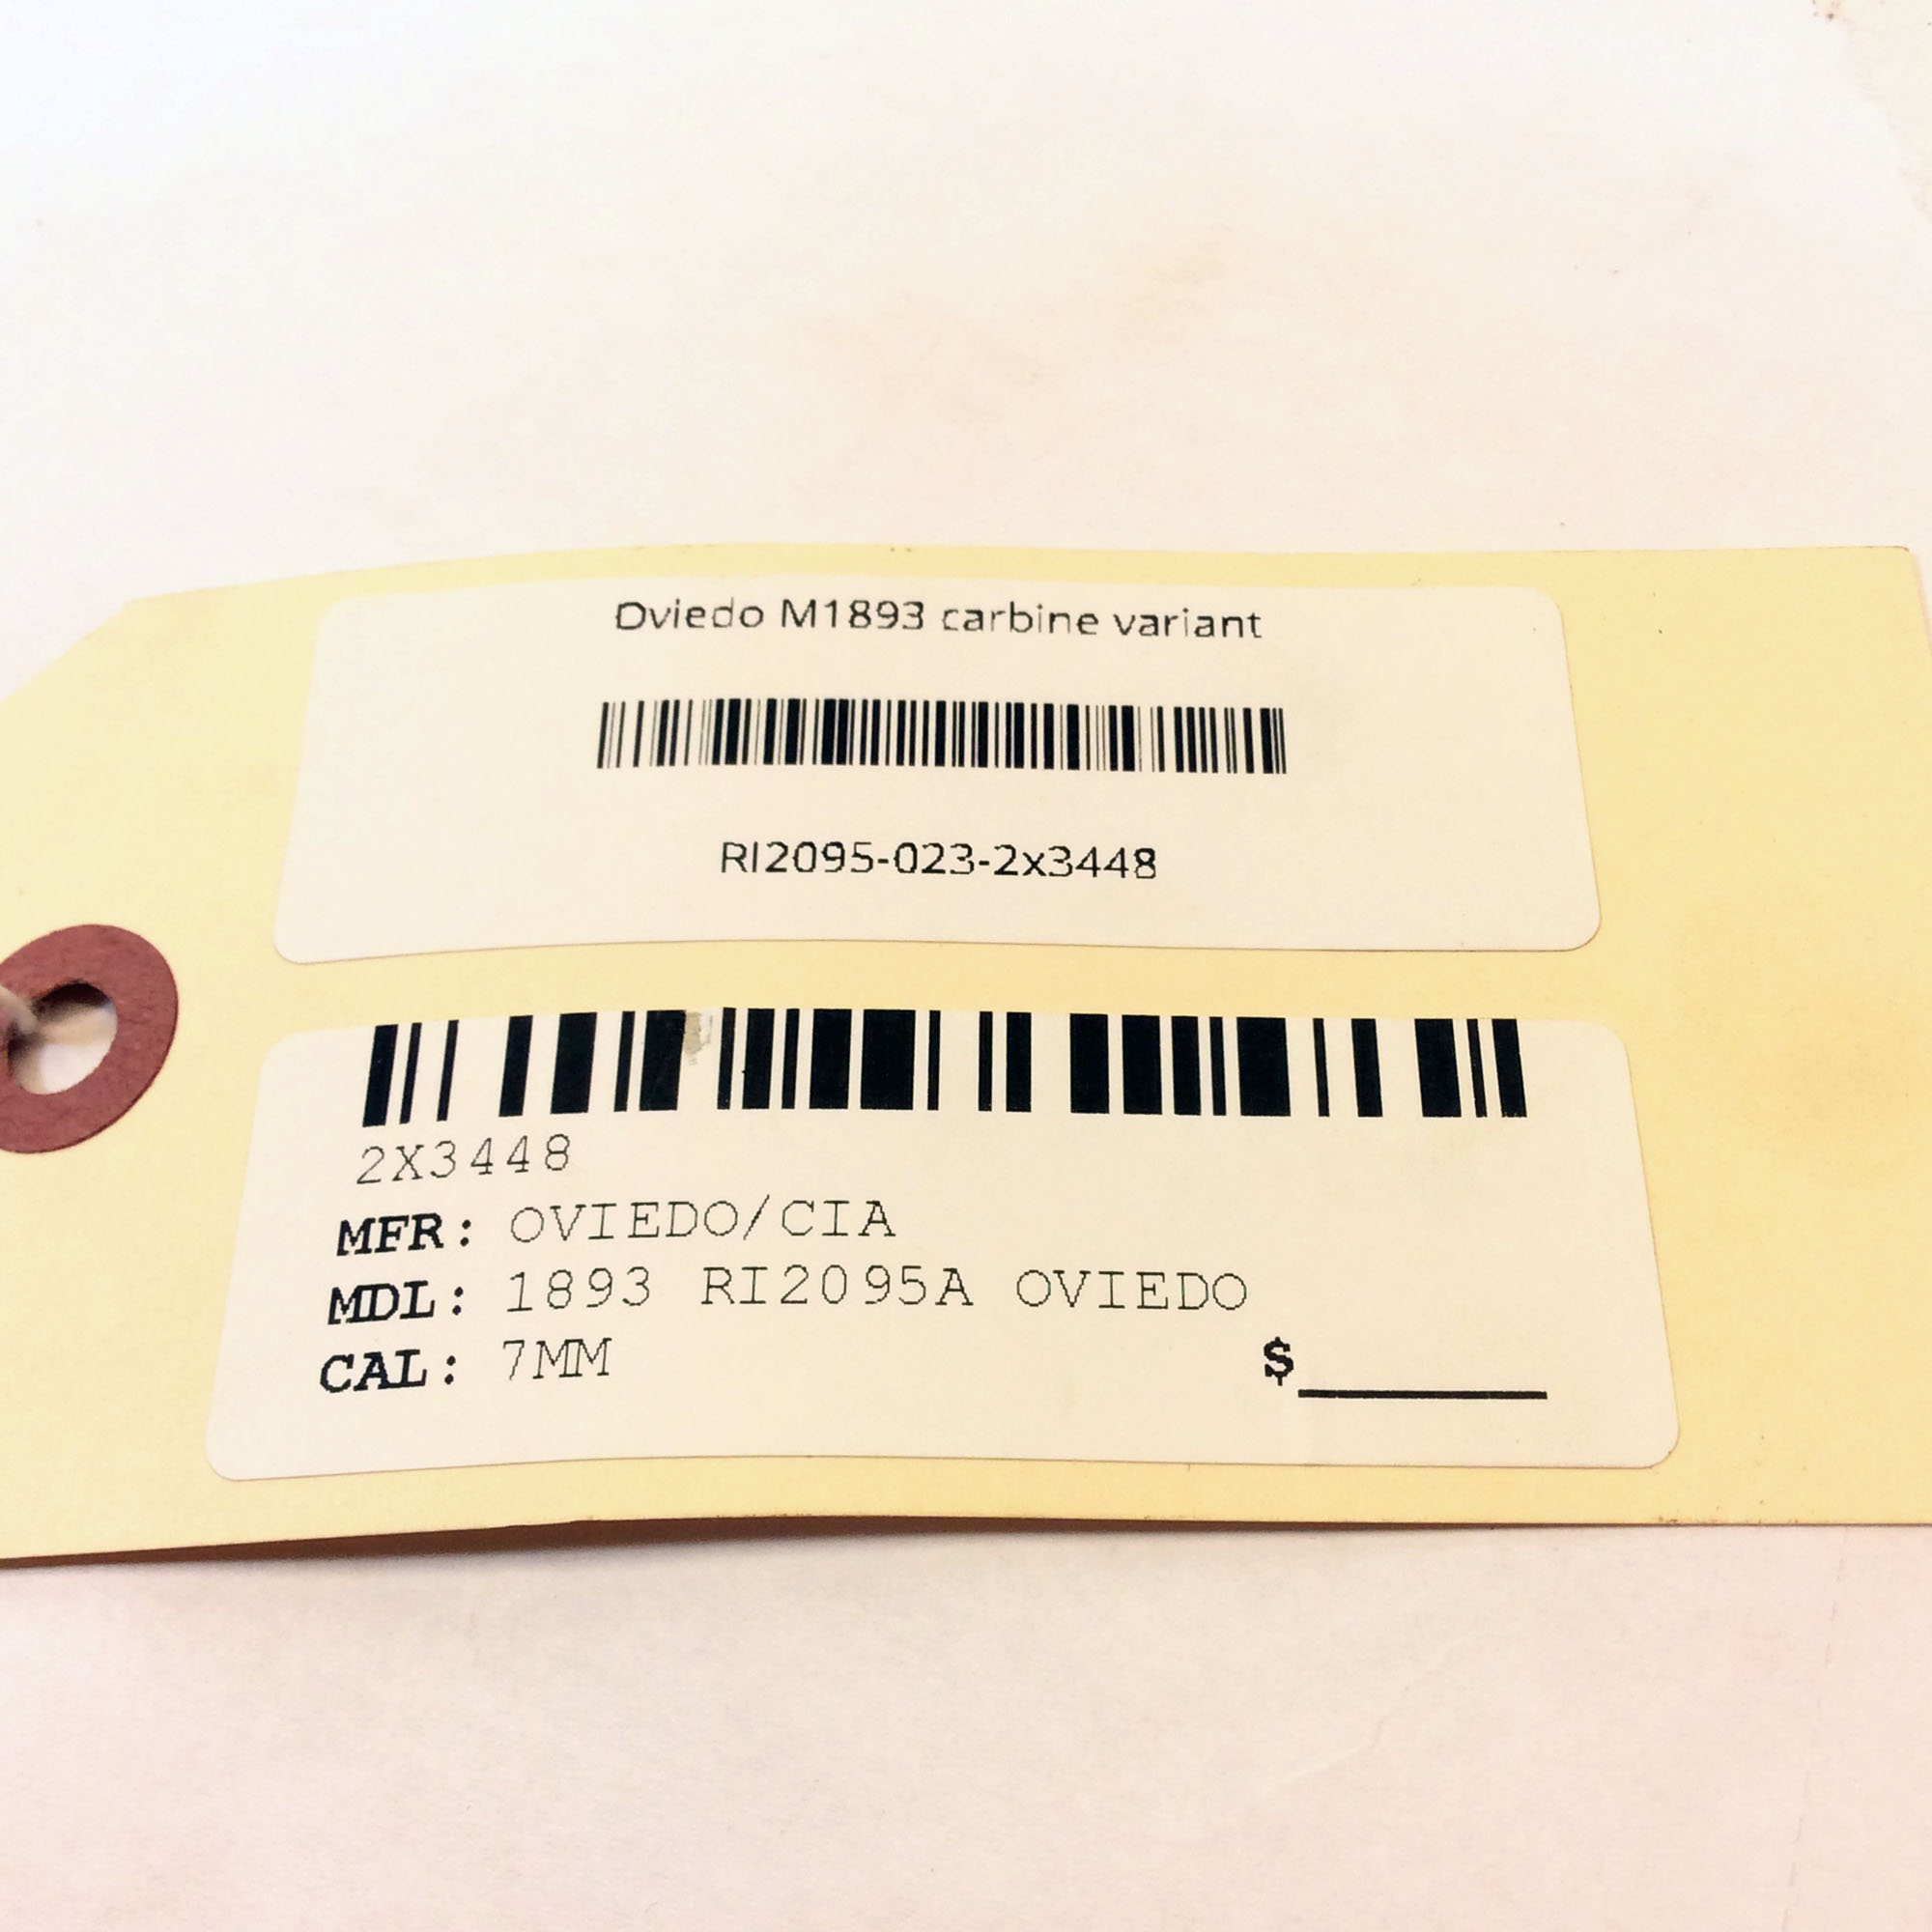 Oviedo M1893 carbine variant
RI2095-023-2x3448
2X3448
MFR: OVIEDO/CIA
MDL: 1893 RI2095A OVIEDO
CAL: 7MM
$